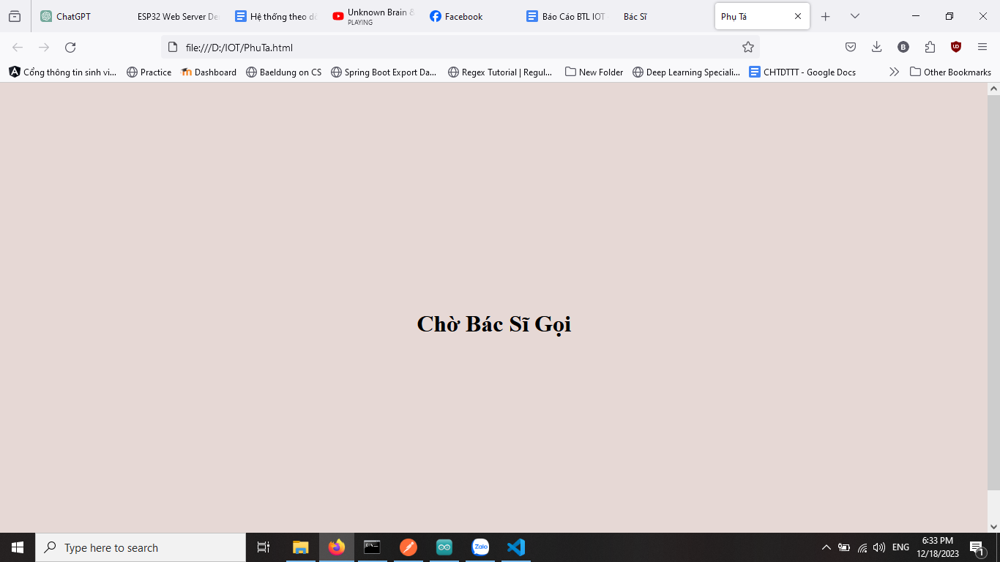 ChatGPT
ESP32 Web Server De
Hệ thống theo dõ
Unknown Brain &
PLAYING
Facebook
Báo Cáo BTL IOT
Bác Sĩ
Phụ Tá
file:///D:/IOT/PhuTa.html
B
Cổng thông tin sinh vi...
Practice
Dashboard
Baeldung on CS
Spring Boot Export Da...
Regex Tutorial | Regul...
New Folder
Deep Learning Speciali...
CHTDTTT - Google Docs
Other Bookmarks
Chờ Bác Sĩ Gọi
Type here to search
Zalo
ENG
6:33 PM
12/18/2023
1